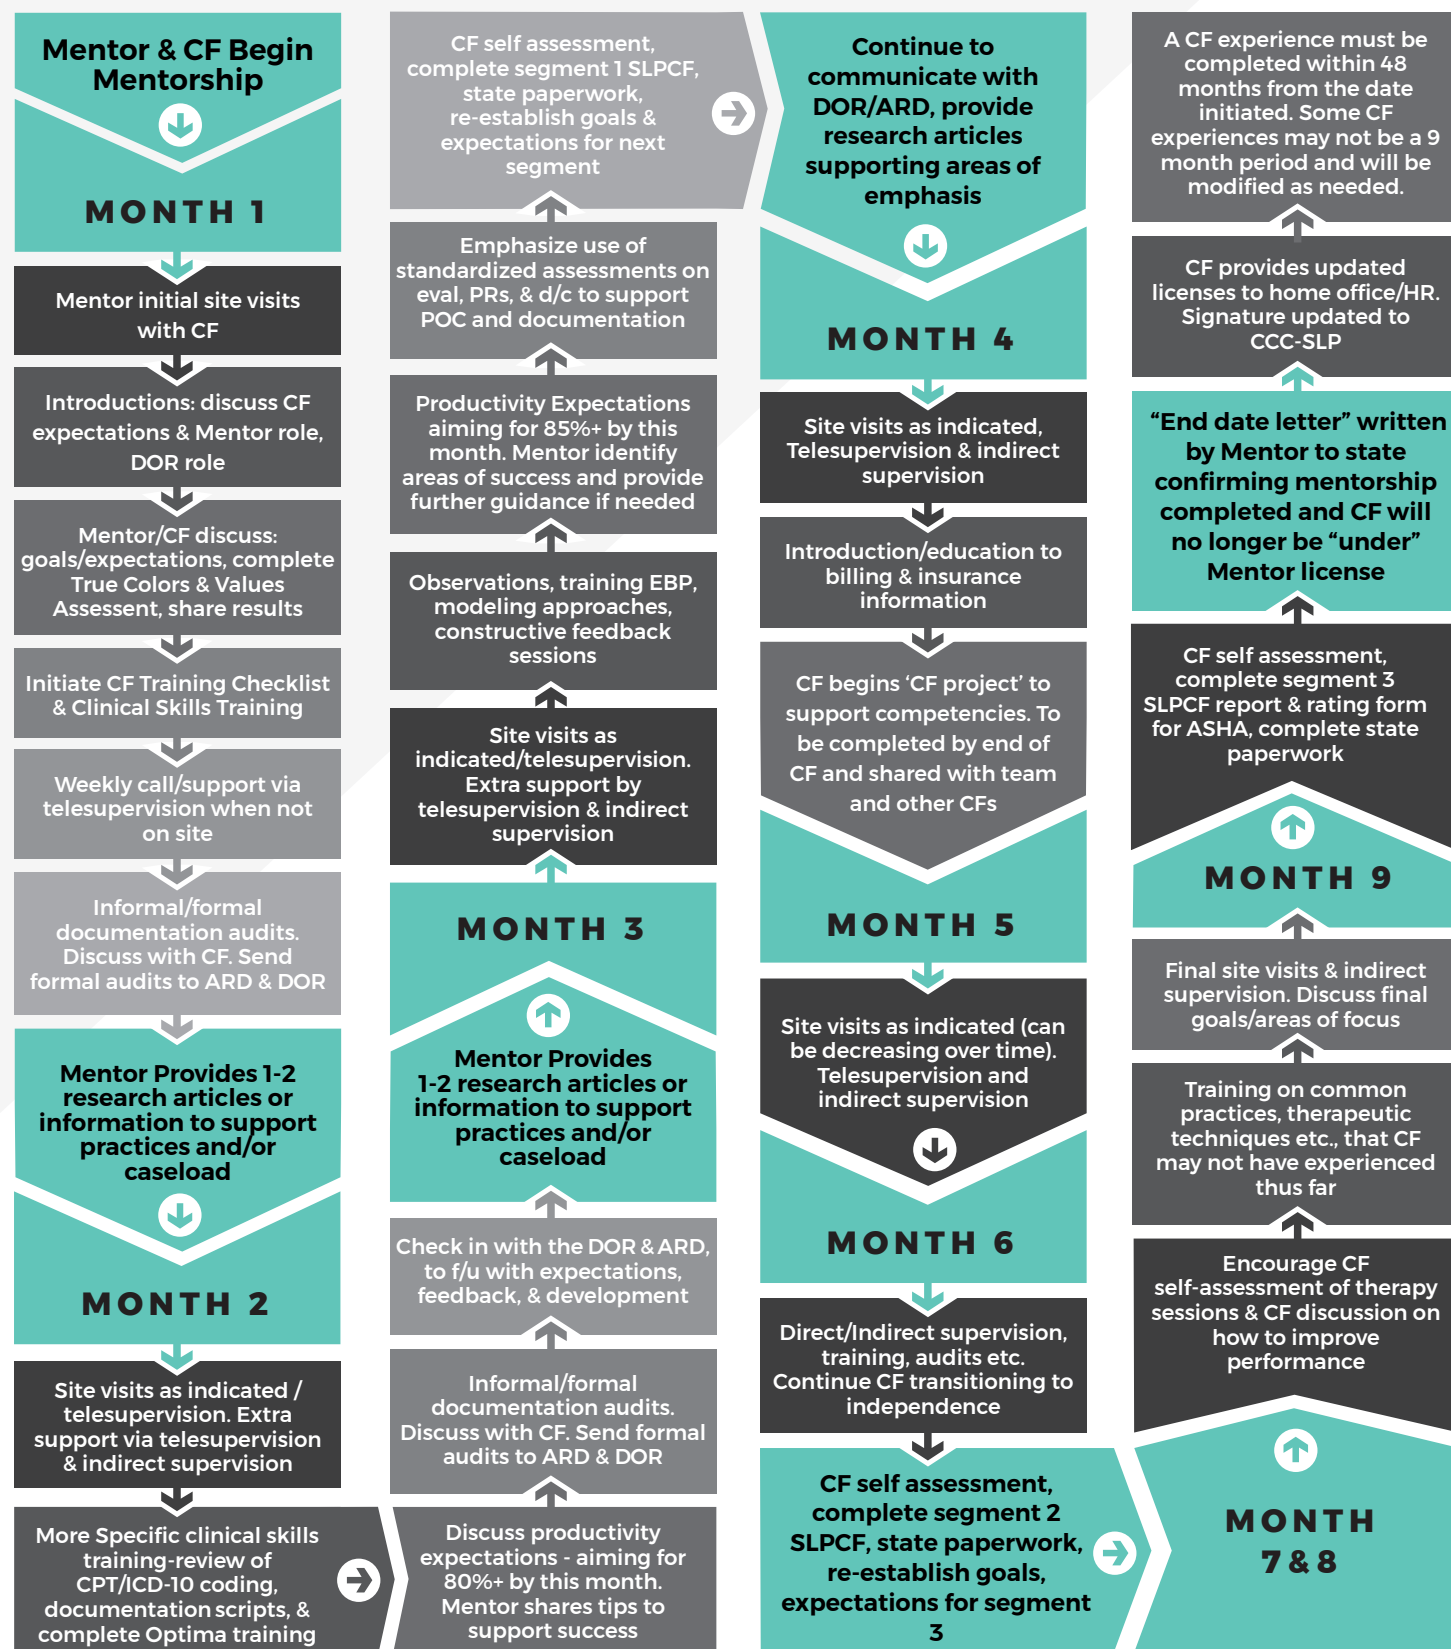 Mentor & CF Begin
Mentorship
MONTH 1
Mentor initial site visits
with CF
Introductions: discuss CF
expectations & Mentor role,
DOR role
Mentor/CF discuss:
goals/expectations, complete
True Colors & Values
Assessent, share results
Initiate CF Training Checklist
& Clinical Skills Training
Weekly call/support via
telesupervision when not
on site
Informal/formal
documentation audits.
Discuss with CF. Send
formal audits to ARD & DOR
Mentor Provides 1-2
research articles or
information to support
practices and/or
caseload
MONTH 2
Site visits as indicated /
telesupervision. Extra
support via telesupervision
& indirect supervision
More Specific clinical skills
training-review of
CPT/ICD-10 coding,
documentation scripts, &
complete Optima training
Discuss productivity
expectations - aiming for
80%+ by this month.
Mentor shares tips to
support success
Informal/formal
documentation audits.
Discuss with CF. Send formal
audits to ARD & DOR
Check in with the DOR & ARD,
to f/u with expectations,
feedback, & development
Mentor Provides
1-2 research articles or
information to support
practices and/or
caseload
MONTH 3
Site visits as
indicated/telesupervision.
Extra support by
telesupervision & indirect
supervision
Observations, training EBP,
modeling approaches,
constructive feedback
sessions
Productivity Expectations
aiming for 85%+ by this
month. Mentor identify
areas of success and provide
further guidance if needed
Emphasize use of
standardized assessments on
eval, PRs, & d/c to support
POC and documentation
CF self assessment,
complete segment 1 SLPCF,
state paperwork,
re-establish goals &
expectations for next
segment
Continue to
communicate with
DOR/ARD, provide
research articles
supporting areas of
emphasis
MONTH 4
Site visits as indicated,
Telesupervision & indirect
supervision
Introduction/education to
billing & insurance
information
CF begins ‘CF project’ to
support competencies. To
be completed by end of
CF and shared with team
and other CFs
MONTH 5
Site visits as indicated (can
be decreasing over time).
Telesupervision and
indirect supervision
MONTH 6
Direct/Indirect supervision,
training, audits etc.
Continue CF transitioning to
independence
CF self assessment,
complete segment 2
SLPCF, state paperwork,
re-establish goals,
expectations for segment
3
MONTH
7 & 8
Encourage CF
self-assessment of therapy
sessions & CF discussion on
how to improve
performance
Training on common
practices, therapeutic
techniques etc., that CF
may not have experienced
thus far
Final site visits & indirect
supervision. Discuss final
goals/areas of focus
MONTH 9
CF self assessment,
complete segment 3
SLPCF report & rating form
for ASHA, complete state
paperwork
“End date letter” written
by Mentor to state
confirming mentorship
completed and CF will
no longer be “under”
Mentor license
CF provides updated
licenses to home office/HR.
Signature updated to
CCC-SLP
A CF experience must be
completed within 48
months from the date
initiated. Some CF
experiences may not be a 9
month period and will be
modified as needed.